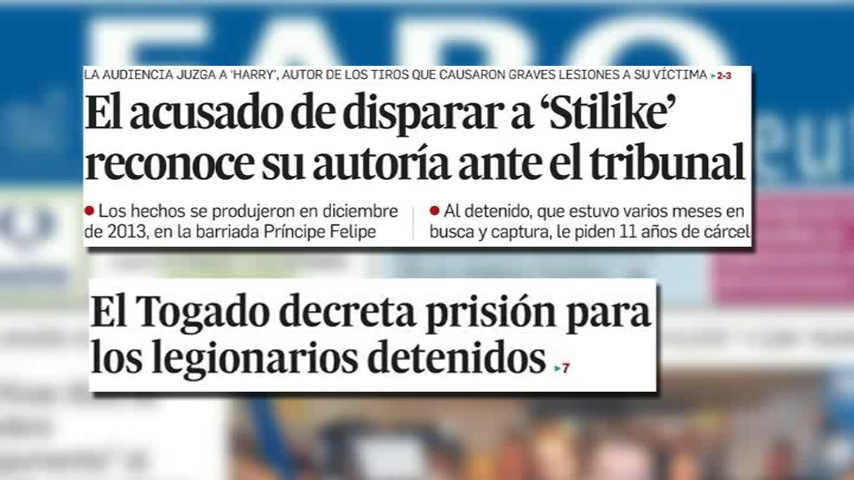 LA AUDIENCIA JUZGA A ‘HARRY’, AUTOR DE LOS TIROS QUE CAUSARON GRAVES LESIONES A SU VÍCTIMA ▸2-3
El acusado de disparar a ‘Stilike’
reconoce su autoría ante el tribunal
● Los hechos se produjeron en diciembre
de 2013, en la barriada Príncipe Felipe
● Al detenido, que estuvo varios meses en
busca y captura, le piden 11 años de cárcel
El Togado decreta prisión para
los legionarios detenidos ▸7